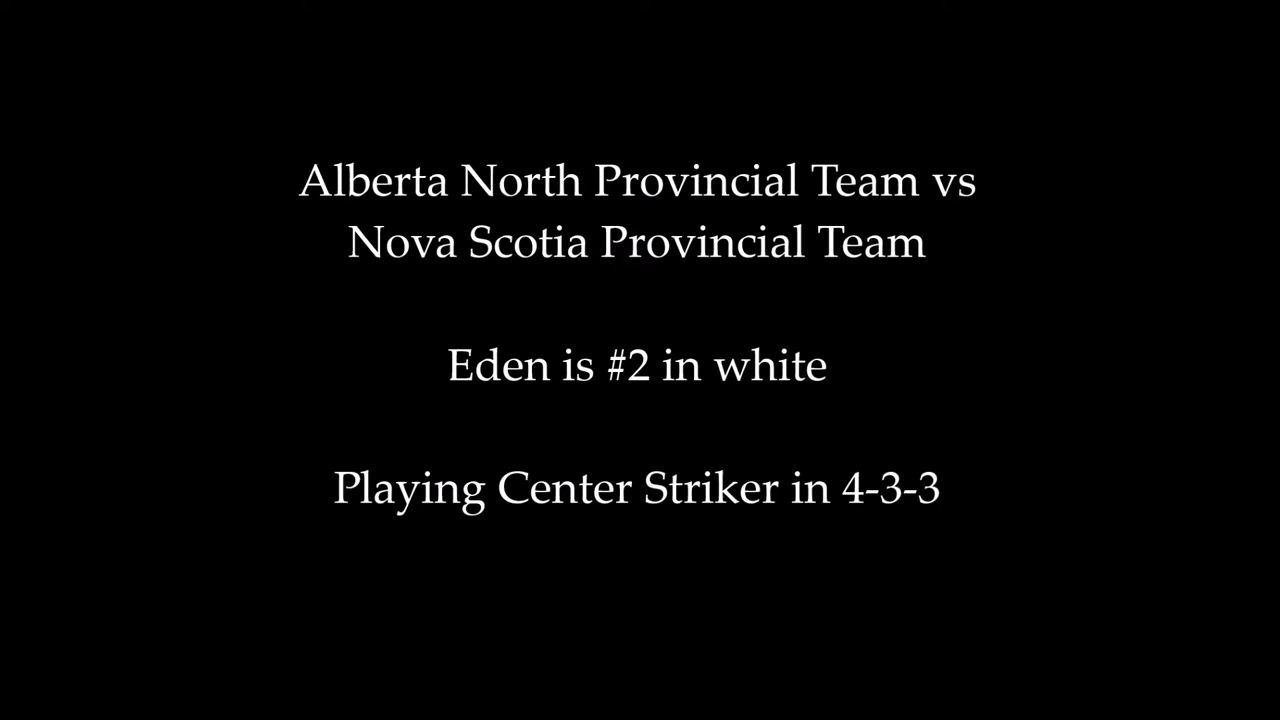 Alberta North Provincial Team vs
Nova Scotia Provincial Team
Eden is #2 in white
Playing Center Striker in 4-3-3